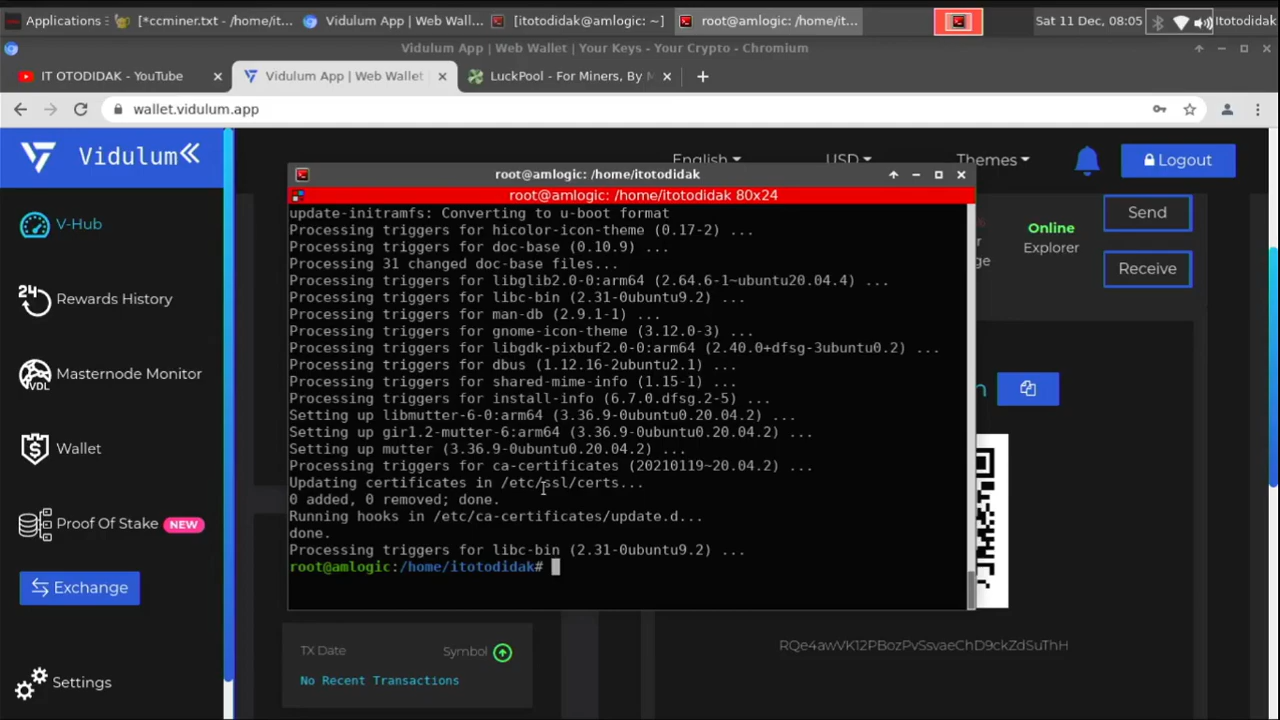 Applications
[*ccminer.txt - /home/it...
Vidulum App | Web Wall...
[itotodidak@amlogic: ~]
root@amlogic: /home/it...
Sat 11 Dec, 08:05
Itotodidak
Vidulum App | Web Wallet | Your Keys - Your Crypto - Chromium
IT OTODIDAK - YouTube
Vidulum App | Web Wallet
LuckPool - For Miners, By M
wallet.vidulum.app
Vidulum
English
USD
Themes
Logout
root@amlogic: /home/itotodidak
root@amlogic: /home/itotodidak 80x24
V-Hub
24
Rewards History
VDL
Masternode Monitor
Wallet
Proof Of Stake NEW
Exchange
Settings
update-initramfs: Converting to u-boot format
Processing triggers for hicolor-icon-theme (0.17-2) ...
Processing triggers for doc-base (0.10.9) ...
Processing 31 changed doc-base files...
Processing triggers for libglib2.0-0:arm64 (2.64.6-1~ubuntu20.04.4) ...
Processing triggers for libc-bin (2.31-0ubuntu9.2) ...
Processing triggers for man-db (2.9.1-1) ...
Processing triggers for gnome-icon-theme (3.12.0-3) ...
Processing triggers for libgdk-pixbuf2.0-0:arm64 (2.40.0+dfsg-3ubuntu0.2) ...
Processing triggers for dbus (1.12.16-2ubuntu2.1) ...
Processing triggers for shared-mime-info (1.15-1) ...
Processing triggers for install-info (6.7.0.dfsg.2-5) ...
Setting up libmutter-6-0:arm64 (3.36.9-0ubuntu0.20.04.2) ...
Setting up gir1.2-mutter-6:arm64 (3.36.9-0ubuntu0.20.04.2) ...
Setting up mutter (3.36.9-0ubuntu0.20.04.2) ...
Processing triggers for ca-certificates (20210119~20.04.2) ...
Updating certificates in /etc/ssl/certs...
0 added, 0 removed; done.
Running hooks in /etc/ca-certificates/update.d...
done.
Processing triggers for libc-bin (2.31-0ubuntu9.2) ...
root@amlogic:/home/itotodidak#
Online
Explorer
Send
Receive
TX Date
Symbol
No Recent Transactions
RQe4awVK12PBozPvSsvaeChD9ckZdSuThH